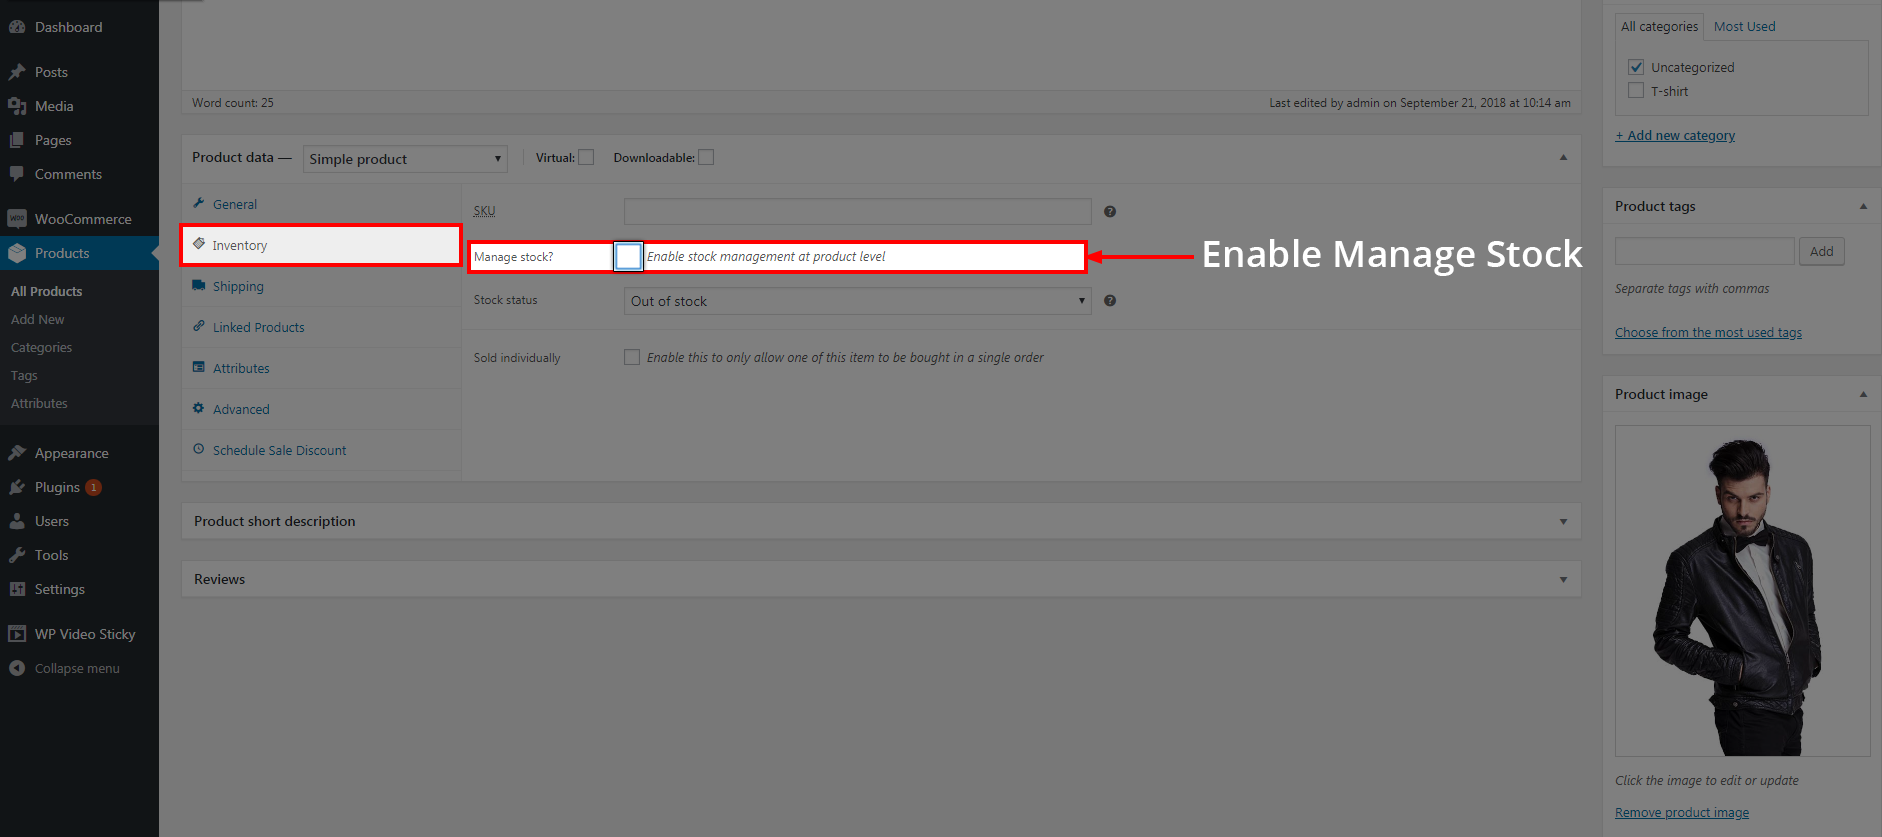 Dashboard
Posts
Media
Pages
Comments
WOO WooCommerce
Products
All Products
Add New
Categories
Tags
Attributes
Appearance
Plugins 1
Users
Tools
Settings
WP Video Sticky
Collapse menu
Word count: 25
Last edited by admin on September 21, 2018 at 10:14 am
Product data — Simple product Virtual: Downloadable:
General
Inventory
Shipping
Linked Products
Attributes
Advanced
Schedule Sale Discount
SKU ?
Manage stock? Enable stock management at product level
Enable Manage Stock
Stock status Out of stock ?
Sold individually Enable this to only allow one of this item to be bought in a single order
Product short description
Reviews
All categories Most Used
Uncategorized
T-shirt
+ Add new category
Product tags
Add
Separate tags with commas
Choose from the most used tags
Product image
Click the image to edit or update
Remove product image